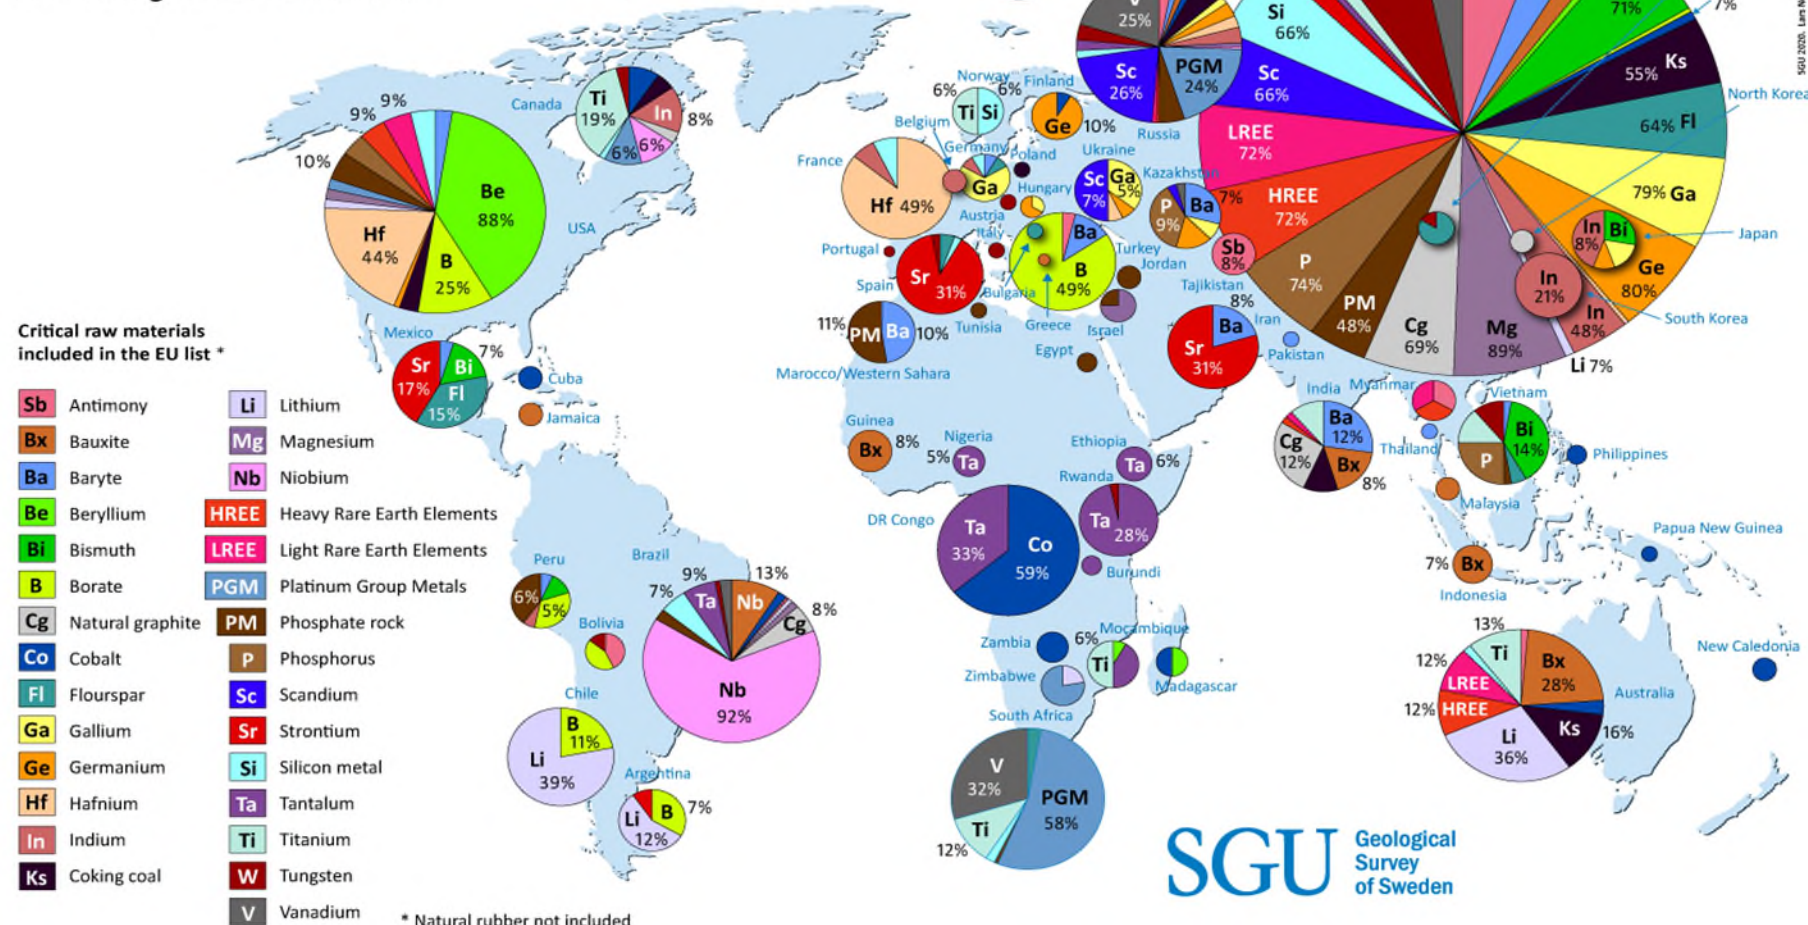 SGU 2020. Lars N
V
25%
Sc
26%
PGM
24%
Russia
Si
66%
Sc
66%
LREE
72%
HREE
72%
P
74%
PM
48%
Cg
69%
Mg
89%
Li 7%
In
48%
Ge
80%
79% Ga
64% Fl
55% Ks
71%
7%
North Korea
Japan
In
8%
Bi
In
21%
South Korea
Canada
Ti
19%
In
8%
6%
6%
9%
9%
10%
Be
88%
B
25%
Hf
44%
USA
Norway
6%
6%
Ti
Si
Finland
Ge
10%
Belgium
Germany
Ga
Poland
France
Hf 49%
Hungary
Austria
Italy
Ukraine
Sc
7%
Ga
5%
Kazakhstan
P
9%
Ba
7%
Portugal
Spain
Sr
31%
Bulgaria
Ba
B
49%
Turkey
Greece
Jordan
Israel
Tunisia
Egypt
Sb
8%
Tajikistan
8%
Ba
Sr
31%
Iran
Pakistan
11%
PM
Ba
10%
Marocco/Western Sahara
Mexico
Sr
17%
Bi
7%
Fl
15%
Cuba
Jamaica
India
Ba
12%
Cg
12%
Bx
8%
Myanmar
Thailand
Vietnam
Bi
14%
P
Philippines
Malaysia
Papua New Guinea
7%
Bx
Indonesia
Guinea
Bx
8%
Nigeria
5%
Ta
Ethiopia
Ta
6%
Rwanda
Ta
28%
Burundi
DR Congo
Ta
33%
Co
59%
Zambia
Zimbabwe
Moçambique
6%
Ti
Madagascar
South Africa
V
32%
Ti
12%
PGM
58%
Peru
6%
5%
Bolivia
Brazil
7%
9%
Ta
Nb
13%
8%
Cg
Nb
92%
Chile
B
11%
Li
39%
Argentina
Li
12%
B
7%
13%
Ti
12%
LREE
12%
HREE
Bx
28%
Ks
16%
Li
36%
Australia
New Caledonia
Critical raw materials
included in the EU list *
Sb Antimony
Bx Bauxite
Ba Baryte
Be Beryllium
Bi Bismuth
B Borate
Cg Natural graphite
Co Cobalt
Fl Flourspar
Ga Gallium
Ge Germanium
Hf Hafnium
In Indium
Ks Coking coal
Li Lithium
Mg Magnesium
Nb Niobium
HREE Heavy Rare Earth Elements
LREE Light Rare Earth Elements
PGM Platinum Group Metals
PM Phosphate rock
P Phosphorus
Sc Scandium
Sr Strontium
Si Silicon metal
Ta Tantalum
Ti Titanium
W Tungsten
V Vanadium
* Natural rubber not included
SGU
Geological
Survey
of Sweden